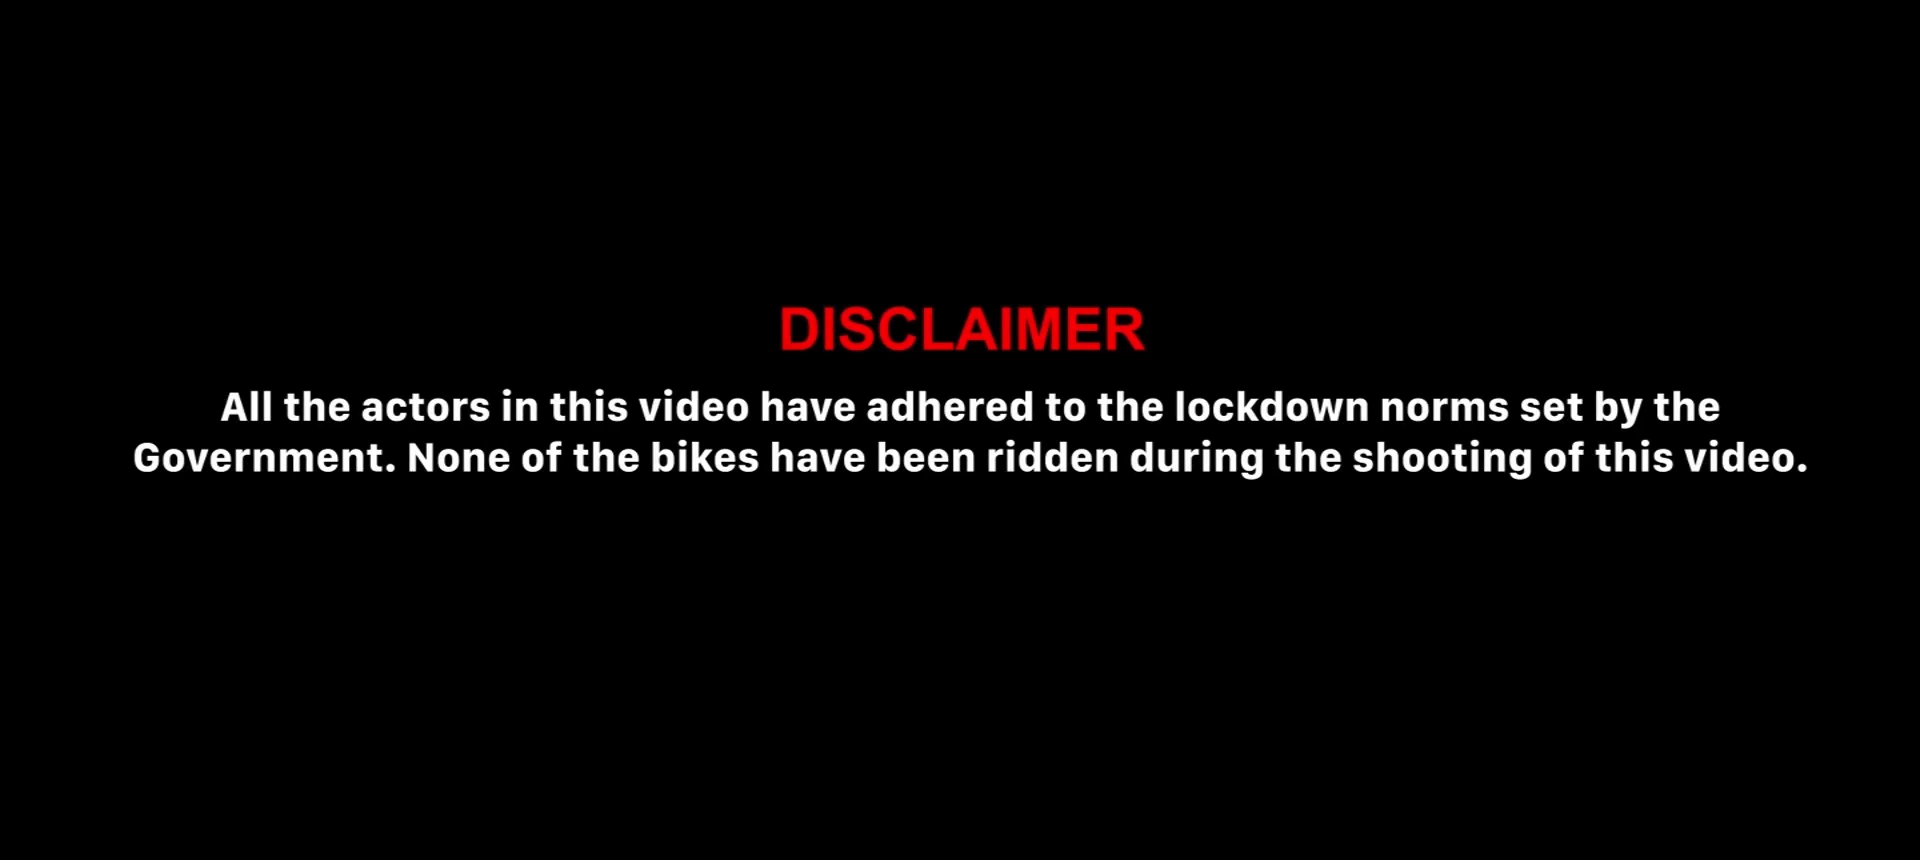 DISCLAIMER
All the actors in this video have adhered to the lockdown norms set by the
Government. None of the bikes have been ridden during the shooting of this video.